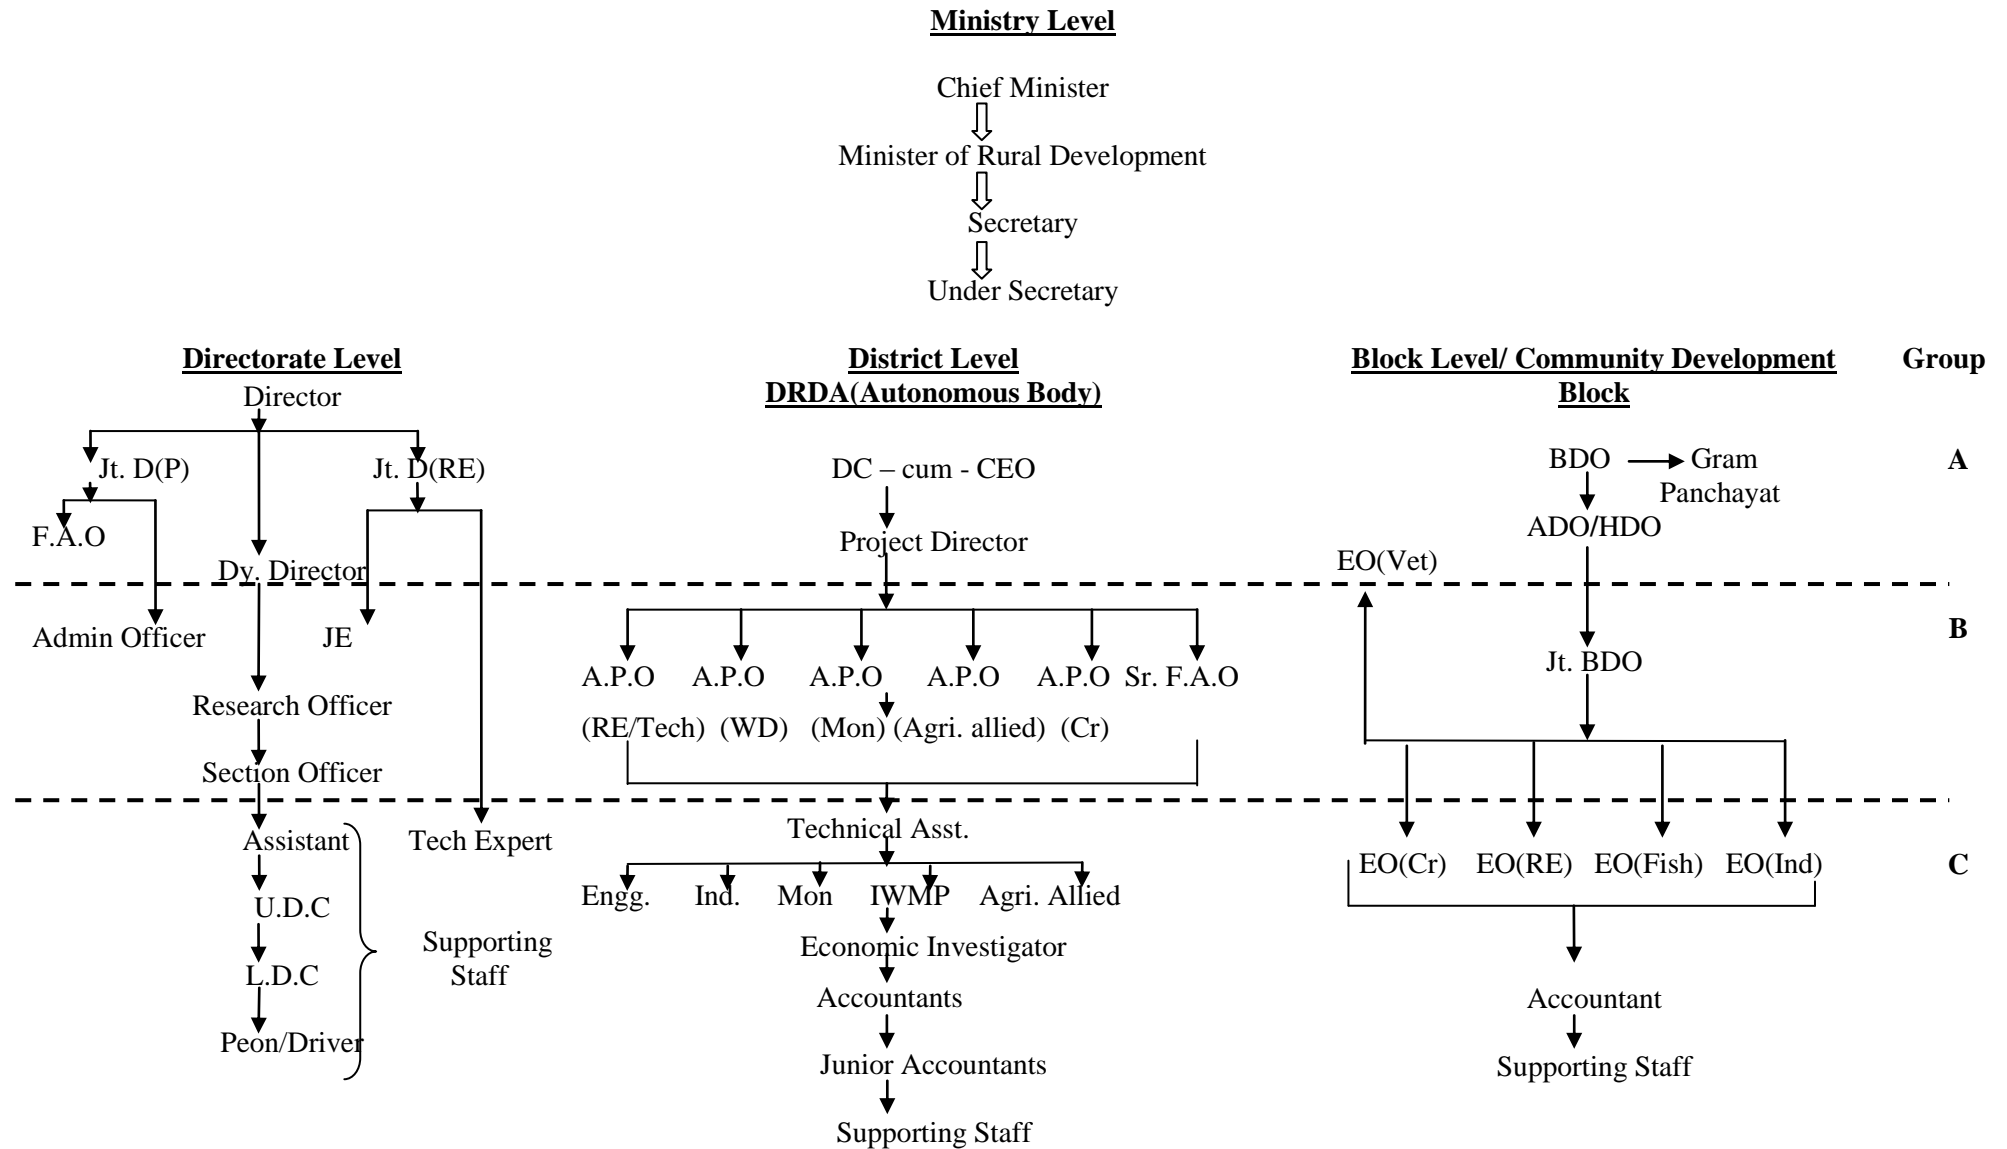 Ministry Level
Chief Minister
Minister of Rural Development
Secretary
Under Secretary
Directorate Level
Director
Jt. D(P)
Jt. D(RE)
F.A.O
Dy. Director
Admin Officer
JE
Research Officer
Section Officer
Assistant
Tech Expert
U.D.C
L.D.C
Peon/Driver
Supporting
Staff
District Level
DRDA(Autonomous Body)
DC – cum - CEO
Project Director
A.P.O A.P.O A.P.O A.P.O A.P.O Sr. F.A.O
(RE/Tech) (WD) (Mon) (Agri. allied) (Cr)
Technical Asst.
Engg. Ind. Mon IWMP Agri. Allied
Economic Investigator
Accountants
Junior Accountants
Supporting Staff
Block Level/ Community Development
Block
BDO Gram
Panchayat
ADO/HDO
EO(Vet)
Jt. BDO
EO(Cr) EO(RE) EO(Fish) EO(Ind)
Accountant
Supporting Staff
Group
A
B
C